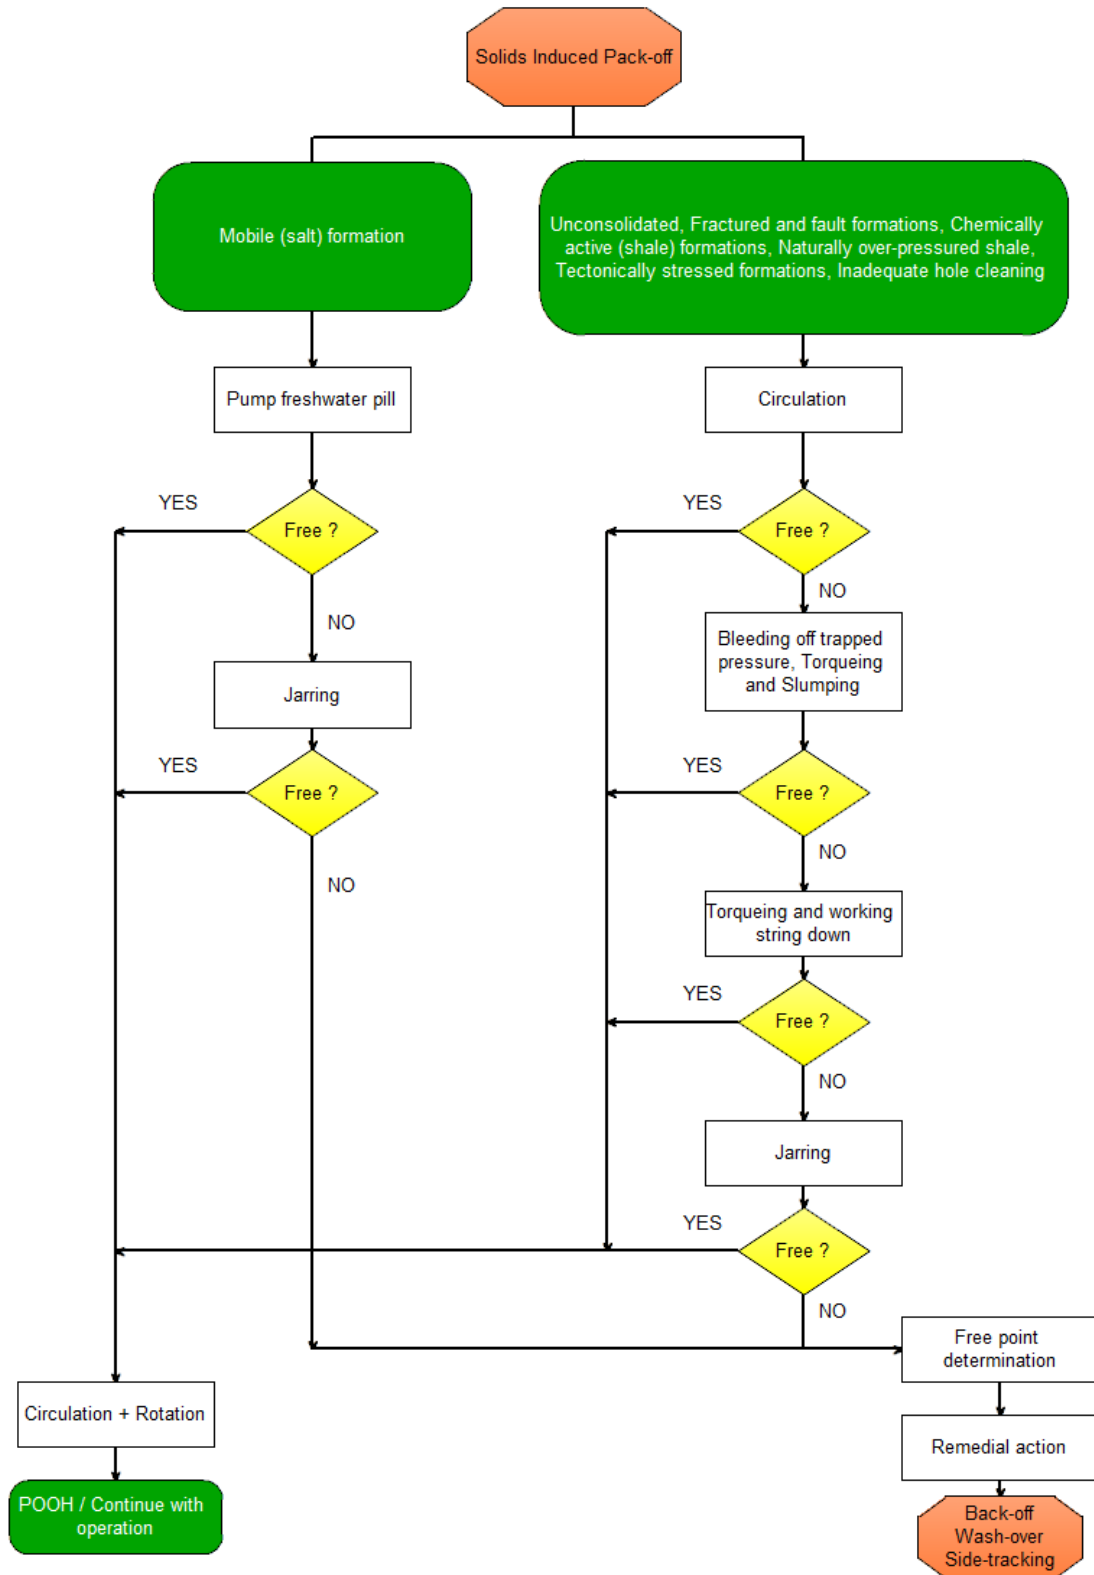 Solids Induced Pack-off
Mobile (salt) formation
Unconsolidated, Fractured and fault formations, Chemically
active (shale) formations, Naturally over-pressured shale,
Tectonically stressed formations, Inadequate hole cleaning
Pump freshwater pill
Circulation
YES
Free ?
YES
Free ?
NO
NO
Bleeding off trapped
pressure, Torqueing
and Slumping
Jarring
YES
Free ?
YES
Free ?
NO
NO
Torqueing and working
string down
YES
Free ?
NO
Jarring
YES
Free ?
NO
Free point
determination
Circulation + Rotation
Remedial action
POOH / Continue with
operation
Back-off
Wash-over
Side-tracking